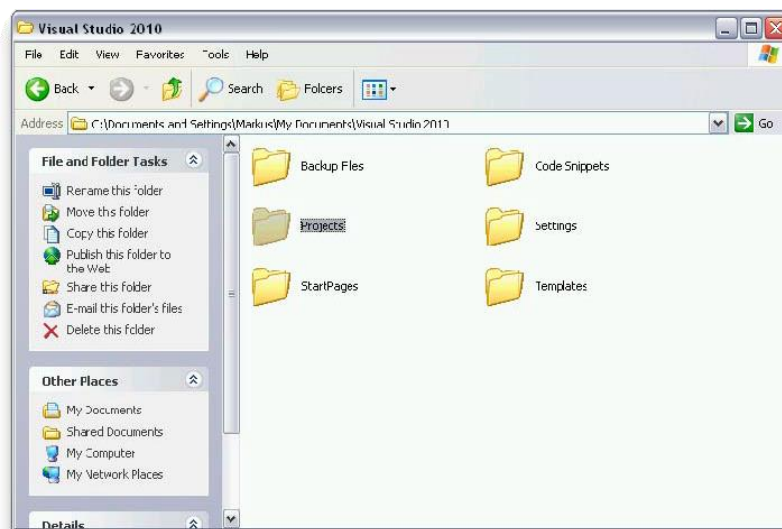 Visual Studio 2010
File Edit View Favorites Tools Help
Back Search Folders
Address C:\Documents and Settings\Markus\My Documents\Visual Studio 2010 Go
File and Folder Tasks
Rename this folder
Move this folder
Copy this folder
Publish this folder to
the Web
Share this folder
E-mail this folder's files
Delete this folder
Other Places
My Documents
Shared Documents
My Computer
My Network Places
Details
Backup Files Code Snippets
Projects Settings
StartPages Templates